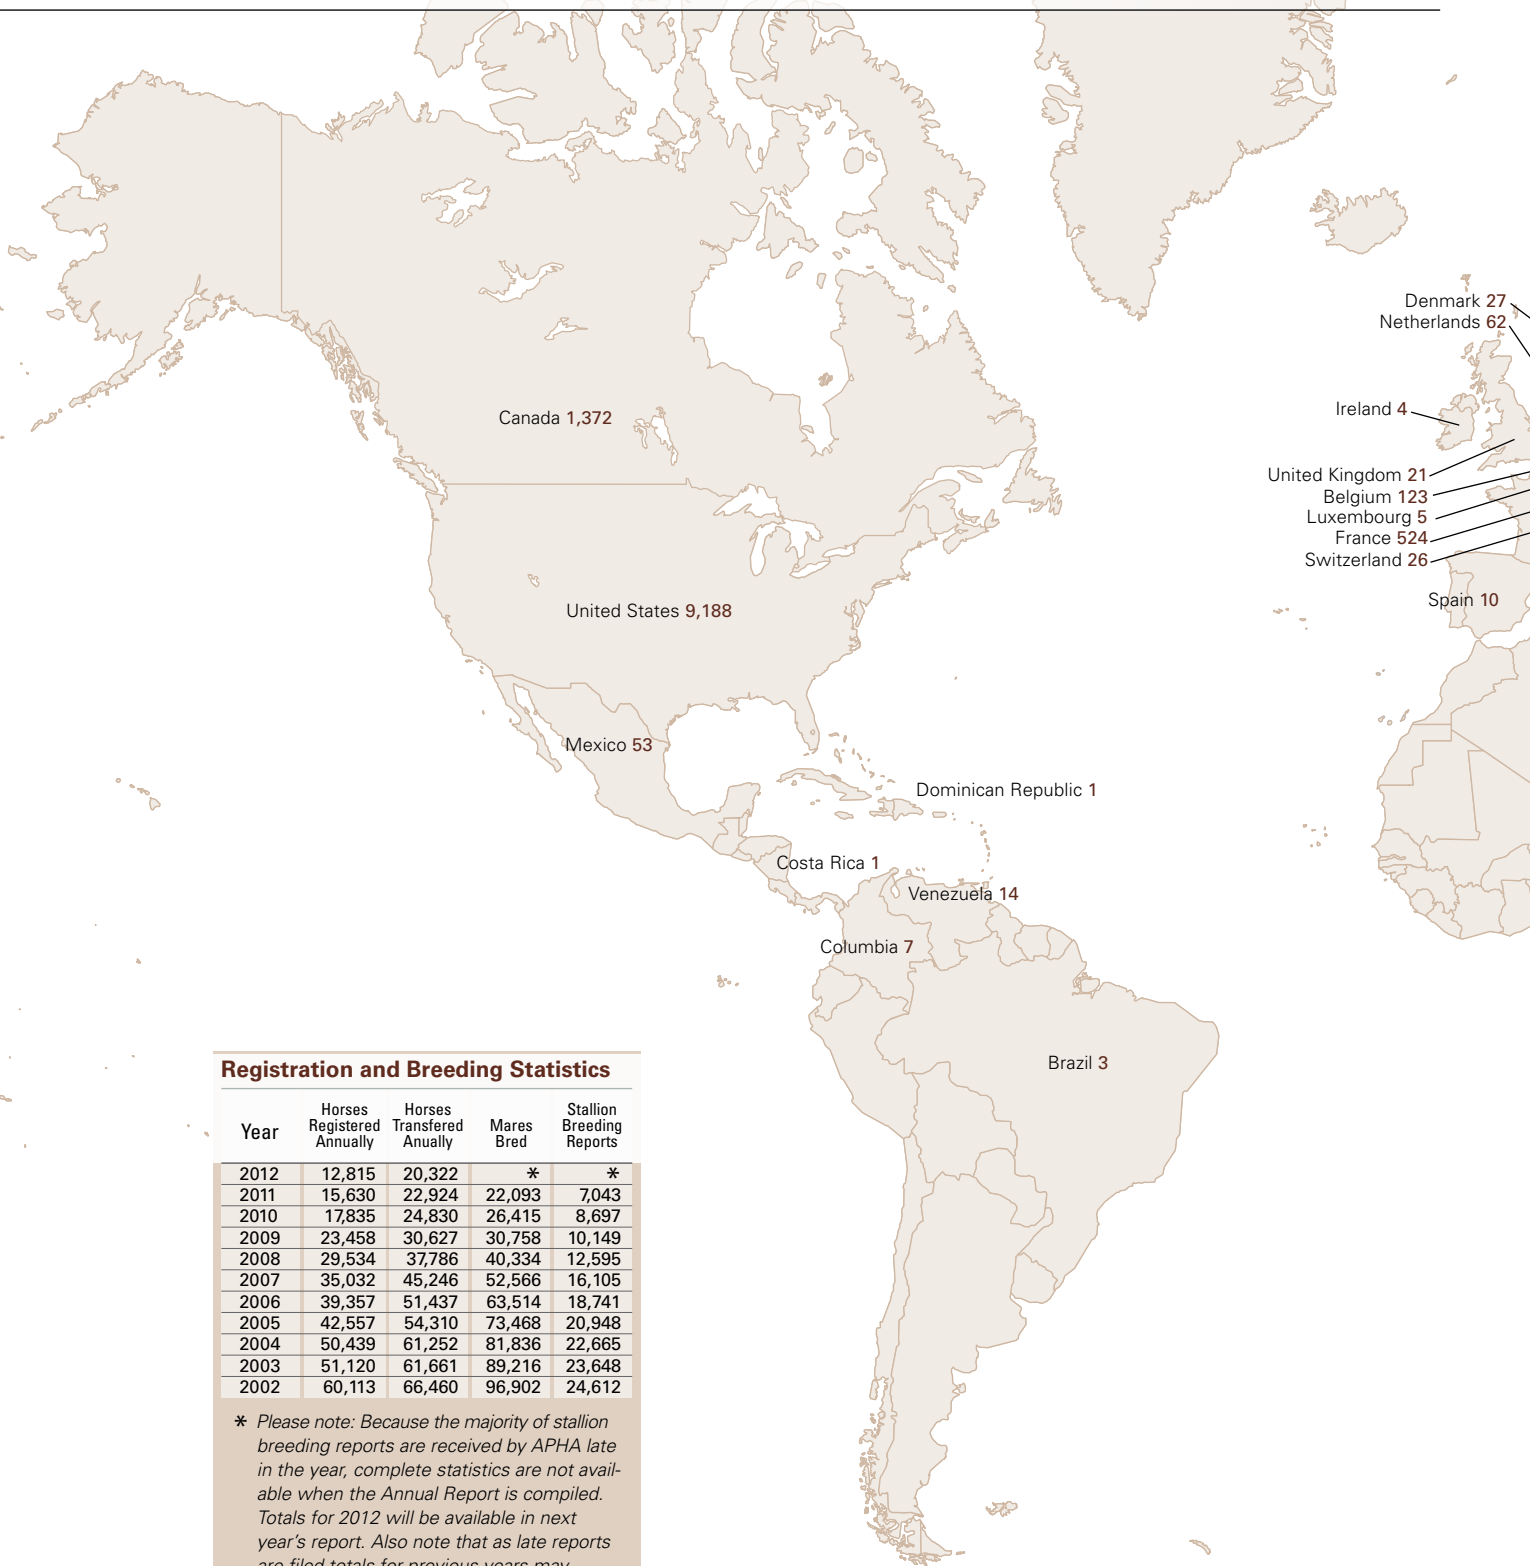 Denmark 27
Netherlands 62
Ireland 4
Canada 1,372
United Kingdom 21
Belgium 123
Luxembourg 5
France 524
Switzerland 26
Spain 10
United States 9,188
Mexico 53
Dominican Republic 1
Costa Rica 1
Venezuela 14
Columbia 7
Brazil 3
Registration and Breeding Statistics
Year Horses Registered Annually Horses Transfered Anually Mares Bred Stallion Breeding Reports
2012 12,815 20,322 * *
2011 15,630 22,924 22,093 7,043
2010 17,835 24,830 26,415 8,697
2009 23,458 30,627 30,758 10,149
2008 29,534 37,786 40,334 12,595
2007 35,032 45,246 52,566 16,105
2006 39,357 51,437 63,514 18,741
2005 42,557 54,310 73,468 20,948
2004 50,439 61,252 81,836 22,665
2003 51,120 61,661 89,216 23,648
2002 60,113 66,460 96,902 24,612
* Please note: Because the majority of stallion
breeding reports are received by APHA late
in the year, complete statistics are not avail-
able when the Annual Report is compiled.
Totals for 2012 will be available in next
year's report. Also note that as late reports
are filed totals for previous years may